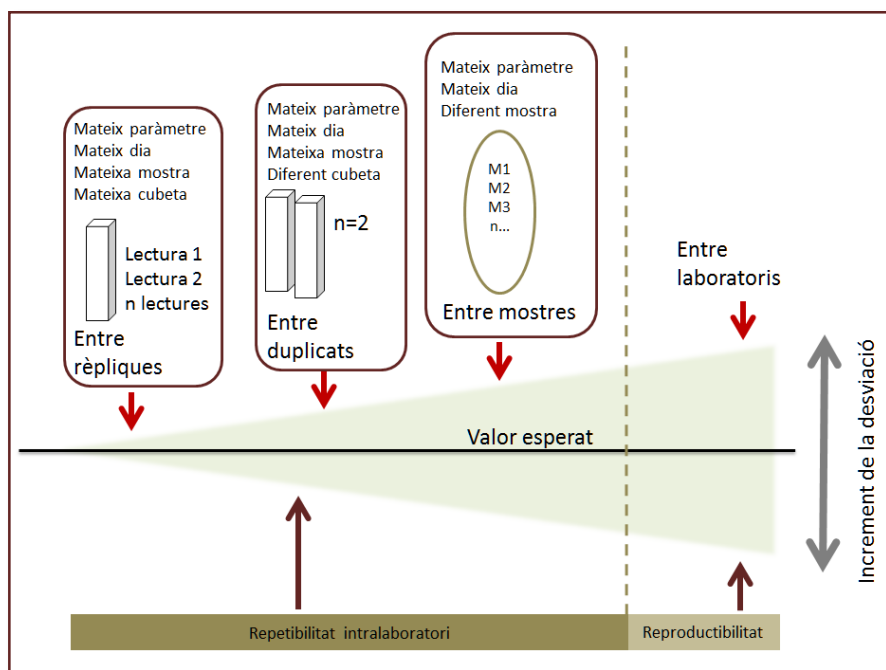 Mateix paràmetre
Mateix dia
Mateixa mostra
Mateixa cubeta
Lectura 1
Lectura 2
n lectures
Entre
rèpliques
Mateix paràmetre
Mateix dia
Mateixa mostra
Diferent cubeta
n=2
Entre
duplicats
Mateix paràmetre
Mateix dia
Diferent mostra
M1
M2
M3
n...
Entre mostres
Entre
laboratoris
Valor esperat
Increment de la desviació
Repetibilitat intralaboratori
Reproductibilitat